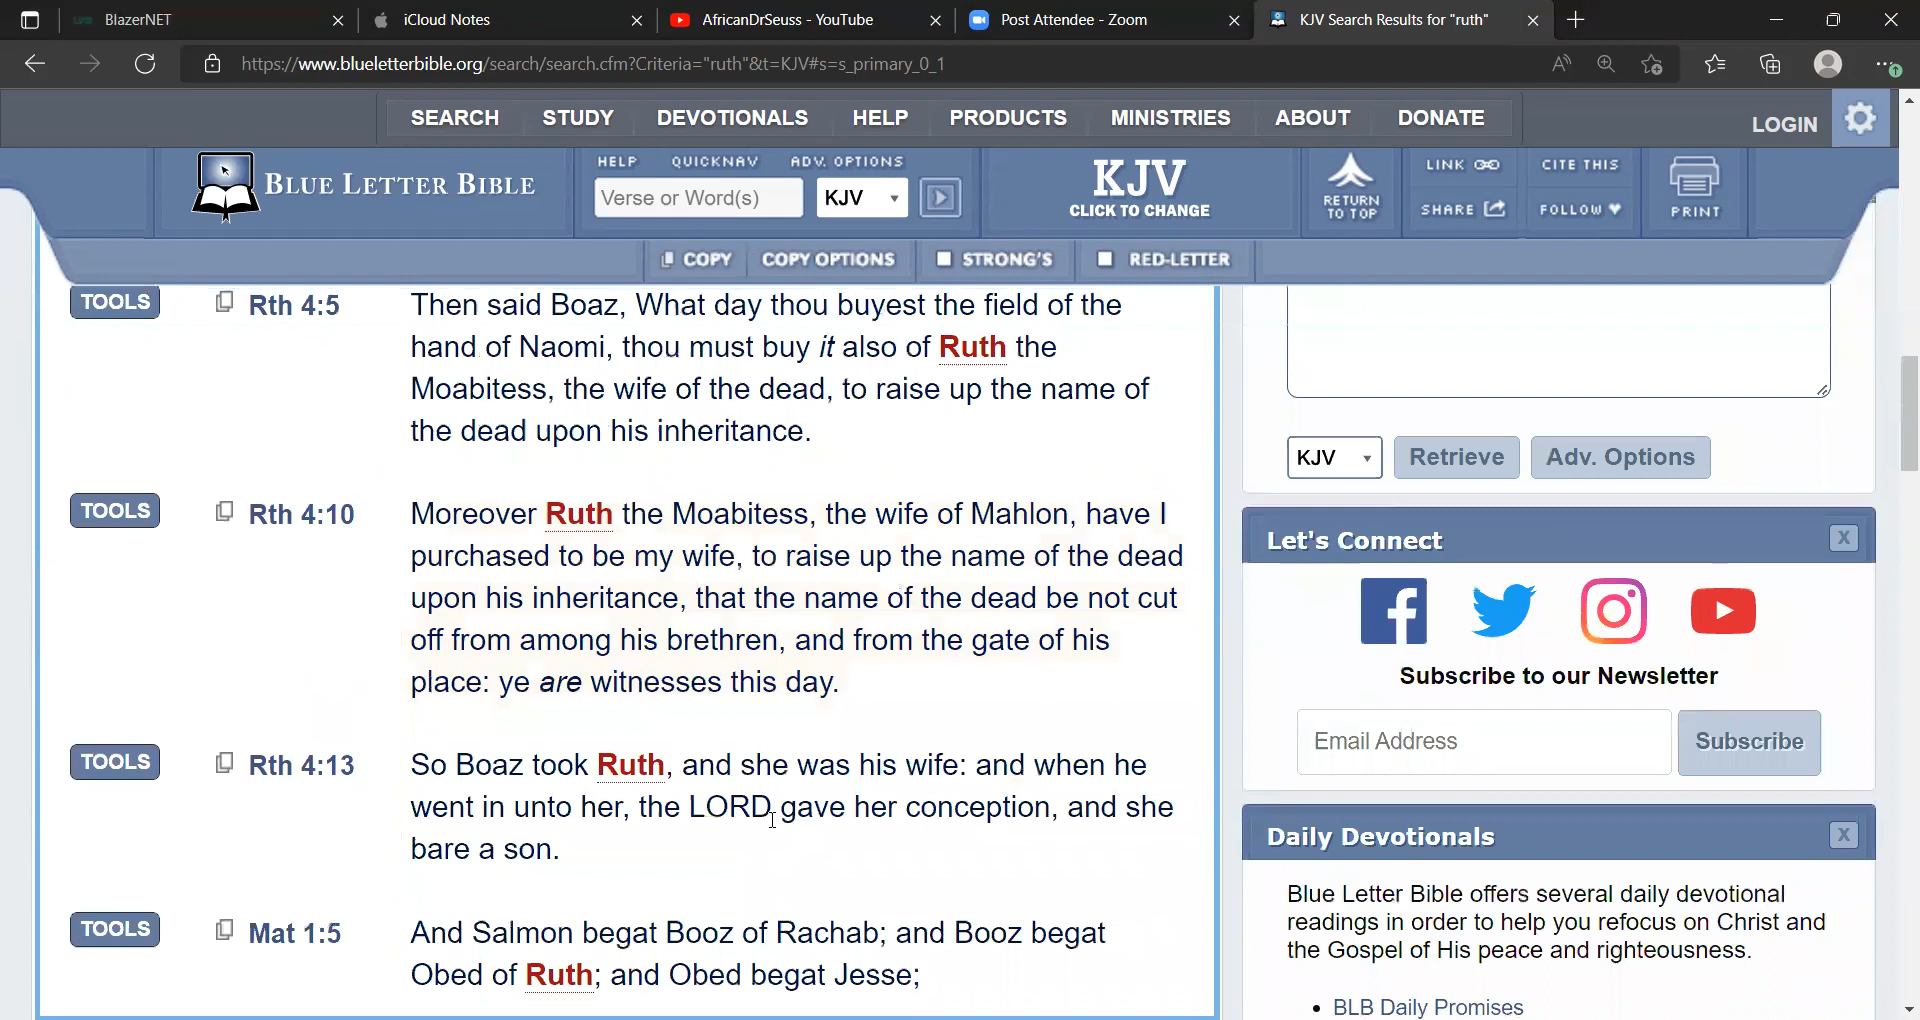 BlazerNET
iCloud Notes
AfricanDrSeuss - YouTube
Post Attendee - Zoom
KJV Search Results for "ruth"
https://www.blueletterbible.org/search/search.cfm?Criteria="ruth"&t=KJV#s=s_primary_0_1
SEARCH STUDY DEVOTIONALS HELP PRODUCTS MINISTRIES ABOUT DONATE
LOGIN
BLUE LETTER BIBLE
HELP QUICKNAV ADV. OPTIONS
Verse or Word(s) KJV
KJV
CLICK TO CHANGE
RETURN
TO TOP
LINK
CITE THIS
SHARE
FOLLOW
PRINT
COPY COPY OPTIONS STRONG'S RED-LETTER
TOOLS Rth 4:5 Then said Boaz, What day thou buyest the field of the
hand of Naomi, thou must buy it also of Ruth the
Moabitess, the wife of the dead, to raise up the name of
the dead upon his inheritance.
TOOLS Rth 4:10 Moreover Ruth the Moabitess, the wife of Mahlon, have I
purchased to be my wife, to raise up the name of the dead
upon his inheritance, that the name of the dead be not cut
off from among his brethren, and from the gate of his
place: ye are witnesses this day.
TOOLS Rth 4:13 So Boaz took Ruth, and she was his wife: and when he
went in unto her, the LORD gave her conception, and she
bare a son.
TOOLS Mat 1:5 And Salmon begat Booz of Rachab; and Booz begat
Obed of Ruth; and Obed begat Jesse;
KJV Retrieve Adv. Options
Let's Connect X
Subscribe to our Newsletter
Email Address Subscribe
Daily Devotionals X
Blue Letter Bible offers several daily devotional
readings in order to help you refocus on Christ and
the Gospel of His peace and righteousness.
• BLB Daily Promises